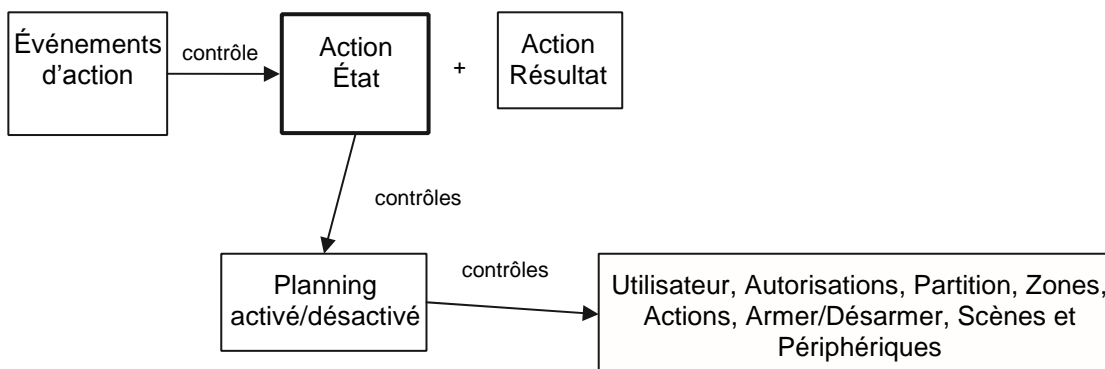 Événements
d’action
contrôle
Action
État
+
Action
Résultat
contrôles
Planning
activé/désactivé
contrôles
Utilisateur, Autorisations, Partition, Zones,
Actions, Armer/Désarmer, Scènes et
Périphériques